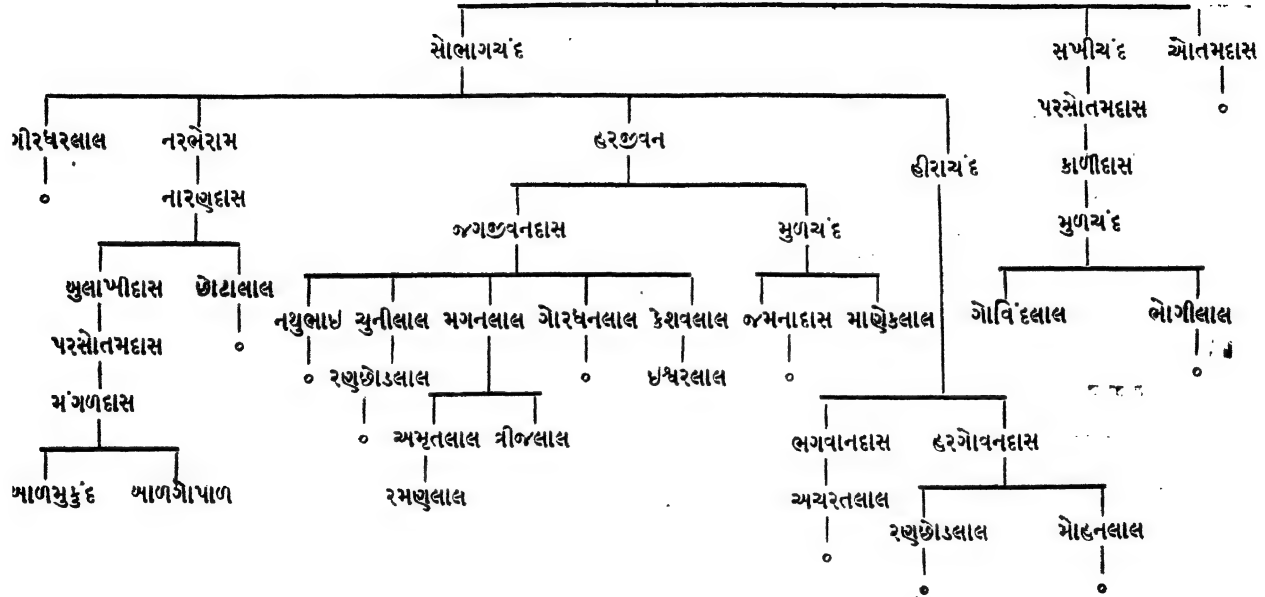 સોભાગચંદ સખીચંદ ઓતમદાસ
પરસોતમદાસ
ગીરધરલાલ નરભેરામ હરજીવન
હીરાચંદ કાળીદાસ
નારણદાસ
જગજીવનદાસ મુળચંદ મુળચંદ
બુલાખીદાસ છોટાલાલ
નથુભાઇ ચુનીલાલ મગનલાલ ગોરધનલાલ કેશવલાલ જમનાદાસ માણેકલાલ ગોવિંદલાલ ભોગીલાલ
પરસોતમદાસ
રણછોડલાલ ઇશ્વરલાલ
મંગળદાસ
અમૃતલાલ ત્રીજલાલ ભગવાનદાસ હરગોવનદાસ
બાળમુકુંદ બાળગોપાળ રમણલાલ અચરતલાલ
રણછોડલાલ મોહનલાલ